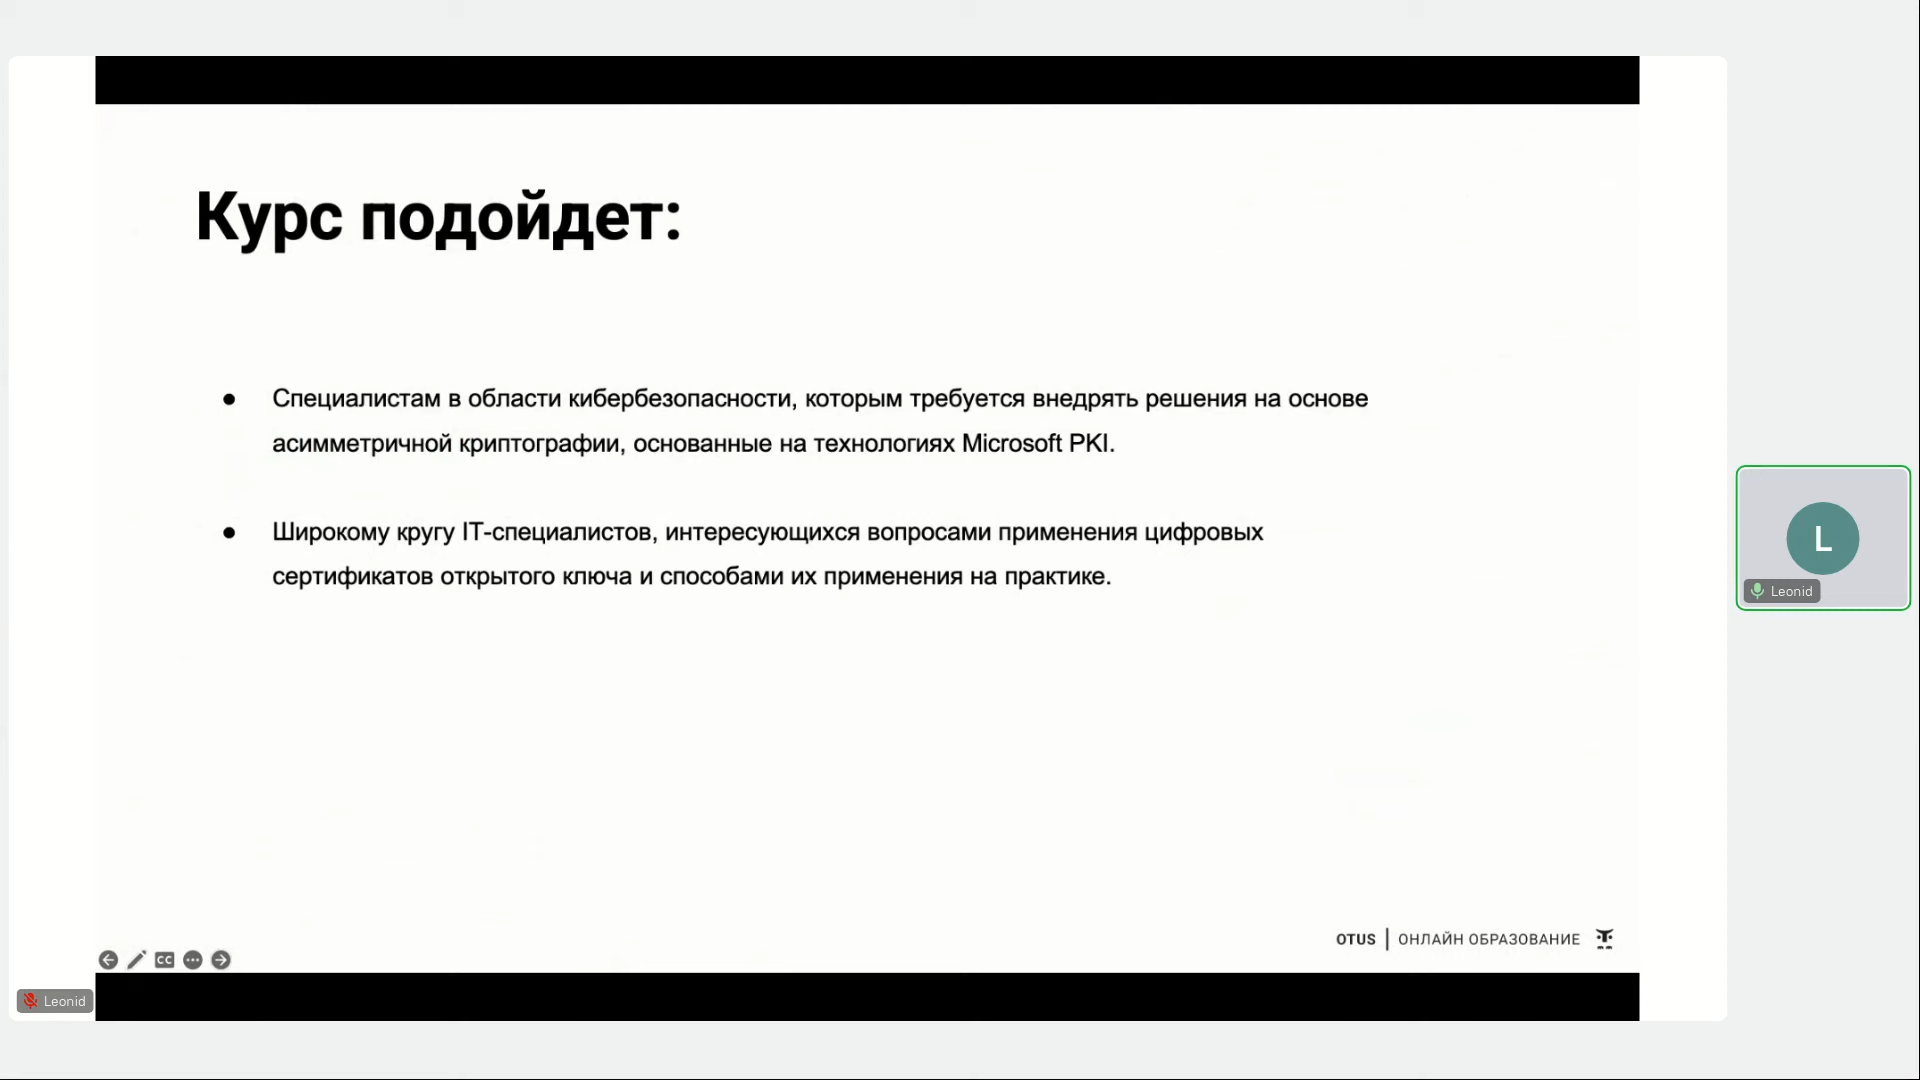 Курс подойдет:
● Специалистам в области кибербезопасности, которым требуется внедрять решения на основе
асимметричной криптографии, основанные на технологиях Microsoft PKI.
● Широкому кругу IT-специалистов, интересующихся вопросами применения цифровых
сертификатов открытого ключа и способами их применения на практике.
L
Leonid
OTUS | ОНЛАЙН ОБРАЗОВАНИЕ
CC
Leonid